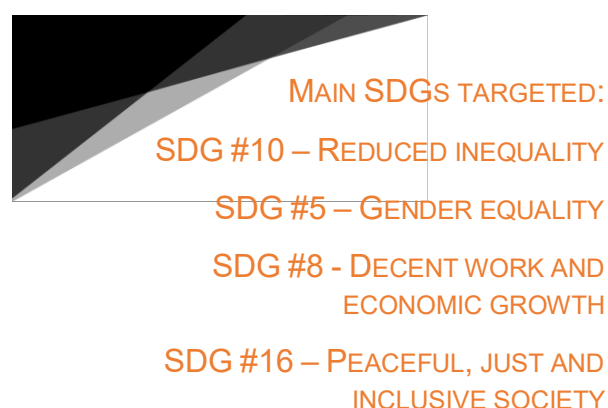 MAIN SDGS TARGETED:
SDG #10 – REDUCED INEQUALITY
SDG #5 – GENDER EQUALITY
SDG #8 - DECENT WORK AND
ECONOMIC GROWTH
SDG #16 – PEACEFUL, JUST AND
INCLUSIVE SOCIETY